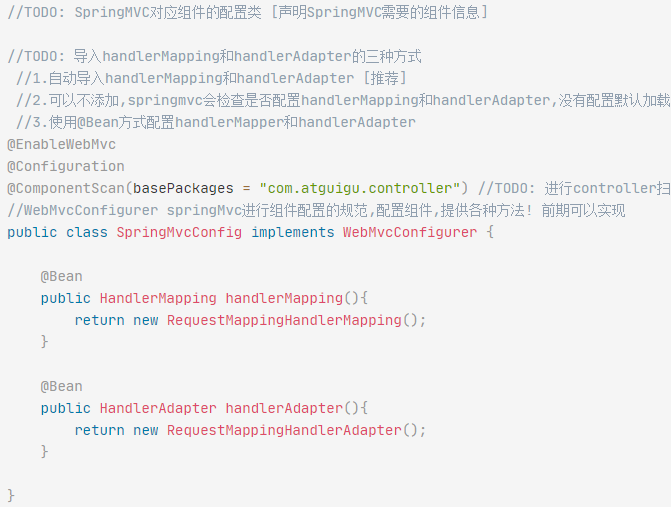 //TODO: SpringMVC对应组件的配置类 [声明SpringMVC需要的组件信息]
//TODO: 导入handlerMapping和handlerAdapter的三种方式
//1.自动导入handlerMapping和handlerAdapter [推荐]
//2.可以不添加,springmvc会检查是否配置handlerMapping和handlerAdapter,没有配置默认加载
//3.使用@Bean方式配置handlerMapper和handlerAdapter
@EnableWebMvc
@Configuration
@ComponentScan(basePackages = "com.atguigu.controller") //TODO: 进行controller扫
//WebMvcConfigurer springMvc进行组件配置的规范,配置组件,提供各种方法! 前期可以实现
public class SpringMvcConfig implements WebMvcConfigurer {
@Bean
public HandlerMapping handlerMapping(){
return new RequestMappingHandlerMapping();
}
@Bean
public HandlerAdapter handlerAdapter(){
return new RequestMappingHandlerAdapter();
}
}